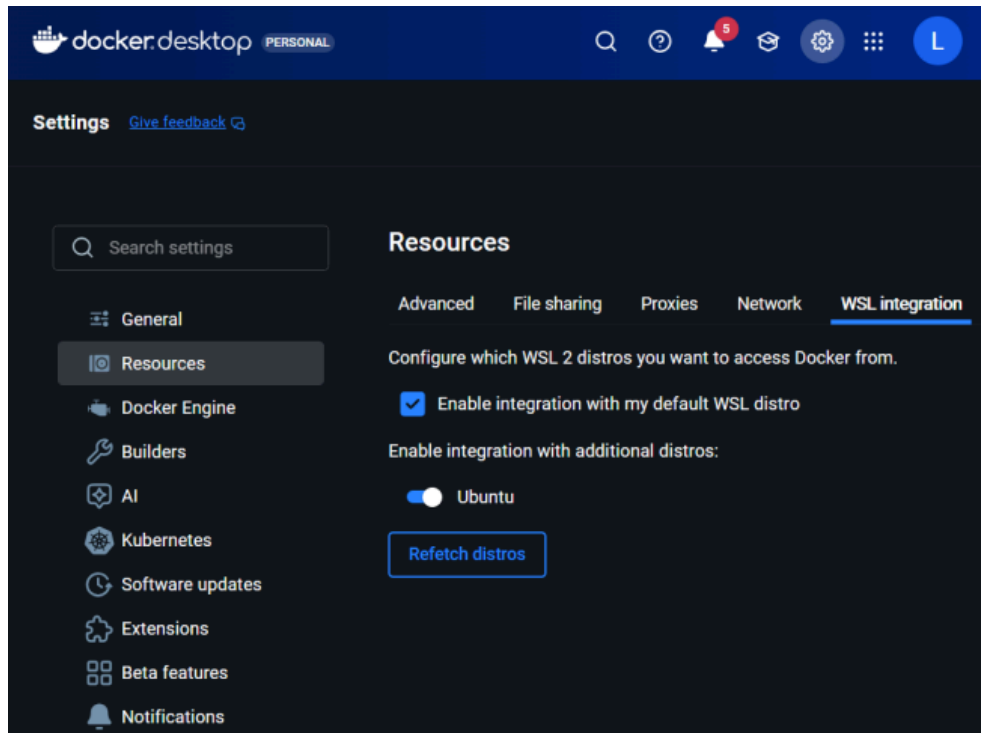 docker.desktop PERSONAL 5 L
Settings Give feedback
Search settings
General
Resources
Docker Engine
Builders
AI
Kubernetes
Software updates
Extensions
Beta features
Notifications
Resources
Advanced File sharing Proxies Network WSL integration
Configure which WSL 2 distros you want to access Docker from.
Enable integration with my default WSL distro
Enable integration with additional distros:
Ubuntu
Refetch distros